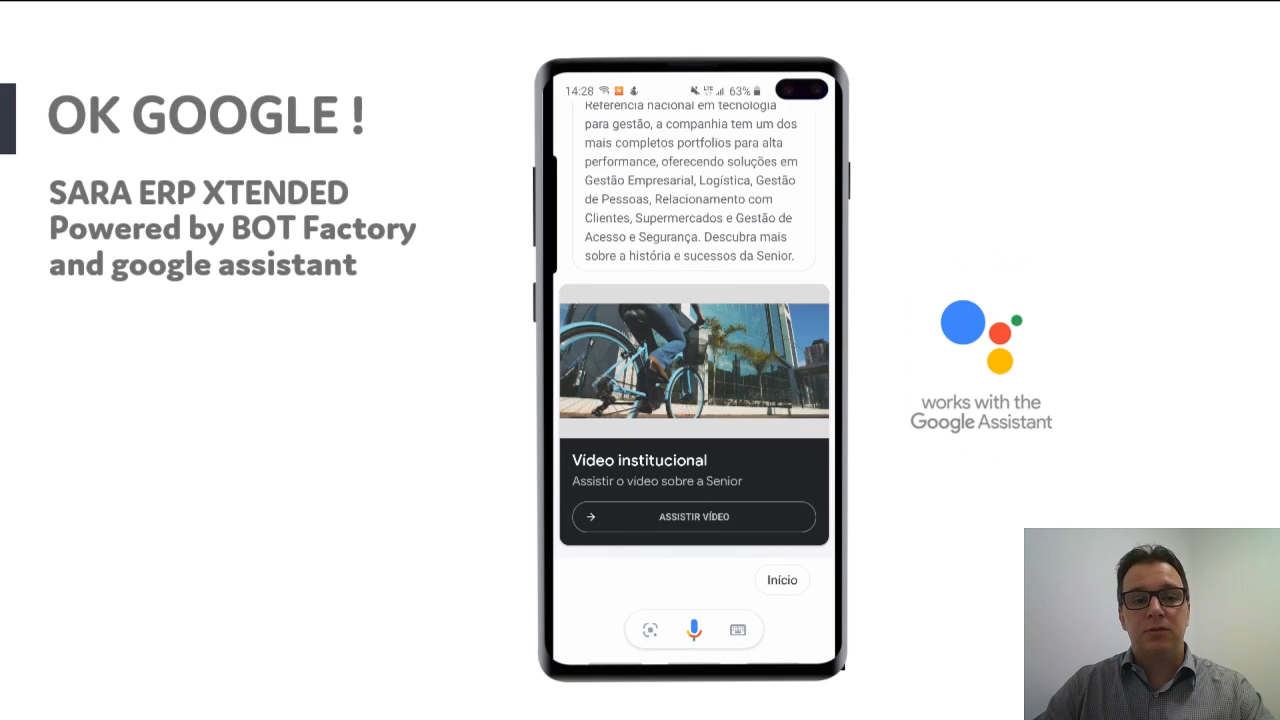 OK GOOGLE !
SARA ERP XTENDED
Powered by BOT Factory
and google assistant
14:28
LTE
63%
Referência nacional em tecnologia
para gestão, a companhia tem um dos
mais completos portfolios para alta
performance, oferecendo soluções em
Gestão Empresarial, Logística, Gestão
de Pessoas, Relacionamento com
Clientes, Supermercados e Gestão de
Acesso e Segurança. Descubra mais
sobre a história e sucessos da Senior.
Vídeo institucional
Assistir o vídeo sobre a Senior
ASSISTIR VÍDEO
Início
works with the
Google Assistant